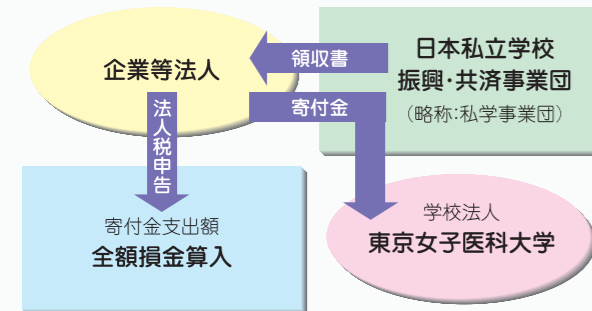 企業等法人
領収書
日本私立学校
振興・共済事業団
(略称:私学事業団)
寄付金
法人税申告
寄付金支出額
全額損金算入
学校法人
東京女子医科大学